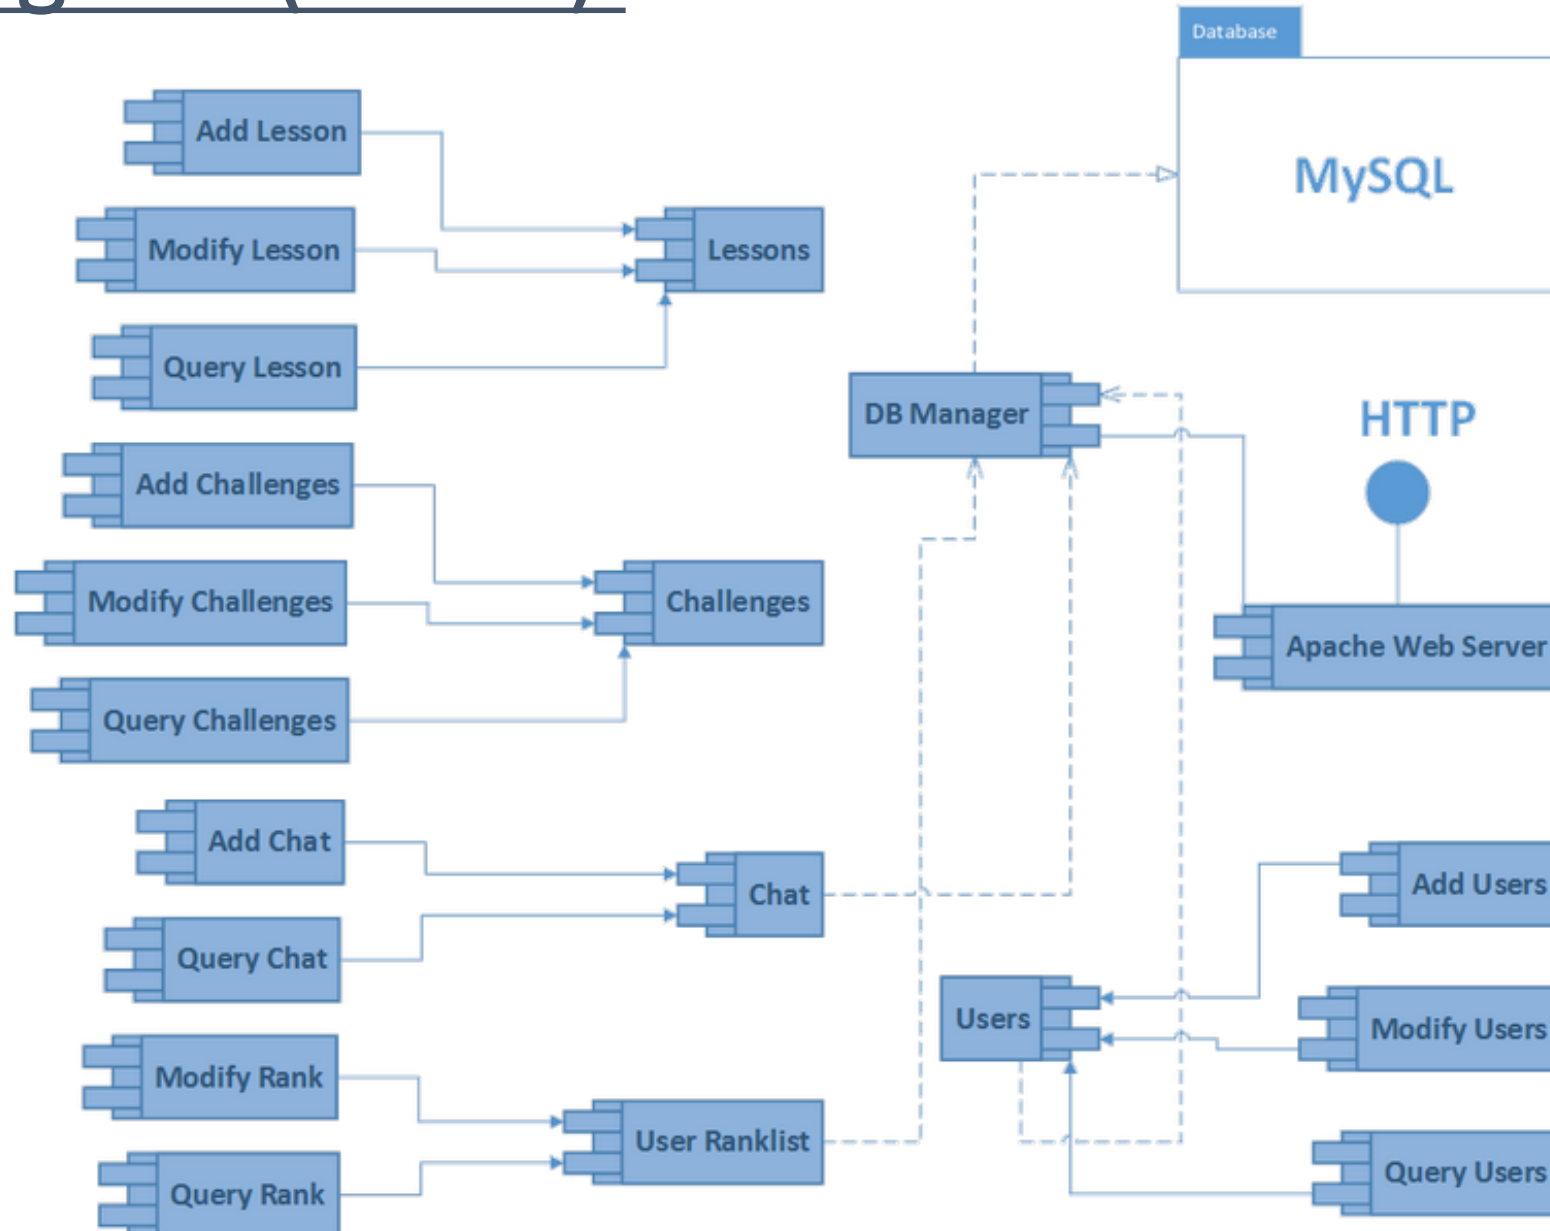 Database
MySQL
Add Lesson
Modify Lesson
Lessons
Query Lesson
DB Manager
HTTP
Add Challenges
Modify Challenges
Challenges
Apache Web Server
Query Challenges
Add Chat
Chat
Add Users
Query Chat
Users
Modify Users
Modify Rank
User Ranklist
Query Users
Query Rank